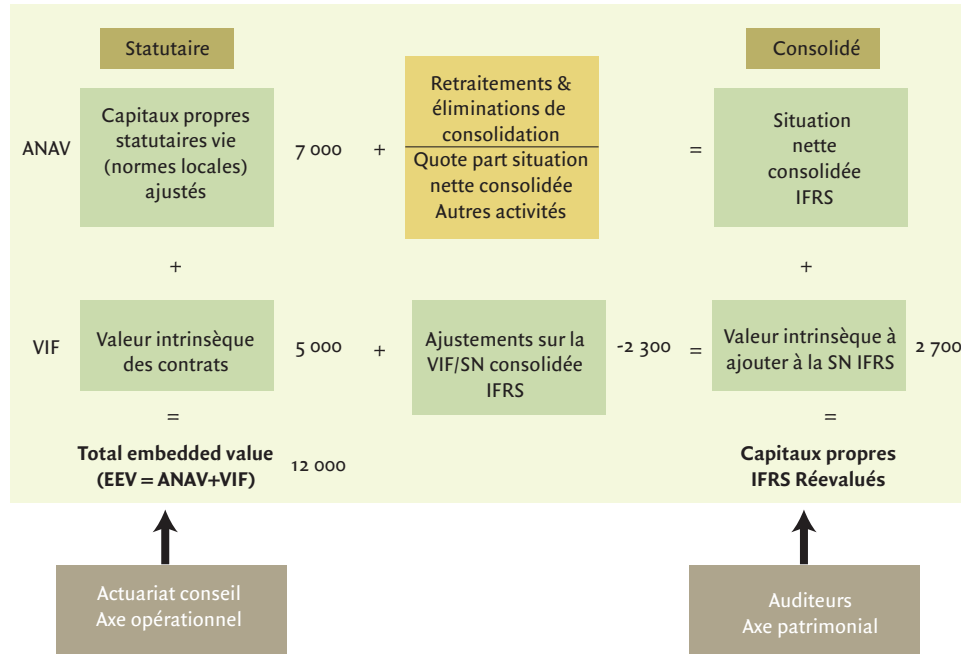 Statutaire
Consolidé
ANAV
Capitaux propres
statutaires vie
(normes locales)
ajustés
7 000
+
Retraitements &
éliminations de
consolidation
Quote part situation
nette consolidée
Autres activités
=
Situation
nette
consolidée
IFRS
+
+
VIF
Valeur intrinsèque
des contrats
5 000
+
Ajustements sur la
VIF/SN consolidée
IFRS
-2 300
=
Valeur intrinsèque à
ajouter à la SN IFRS
2 700
=
=
Total embedded value
(EEV = ANAV+VIF)
12 000
Capitaux propres
IFRS Réevalués
Actuariat conseil
Axe opérationnel
Auditeurs
Axe patrimonial